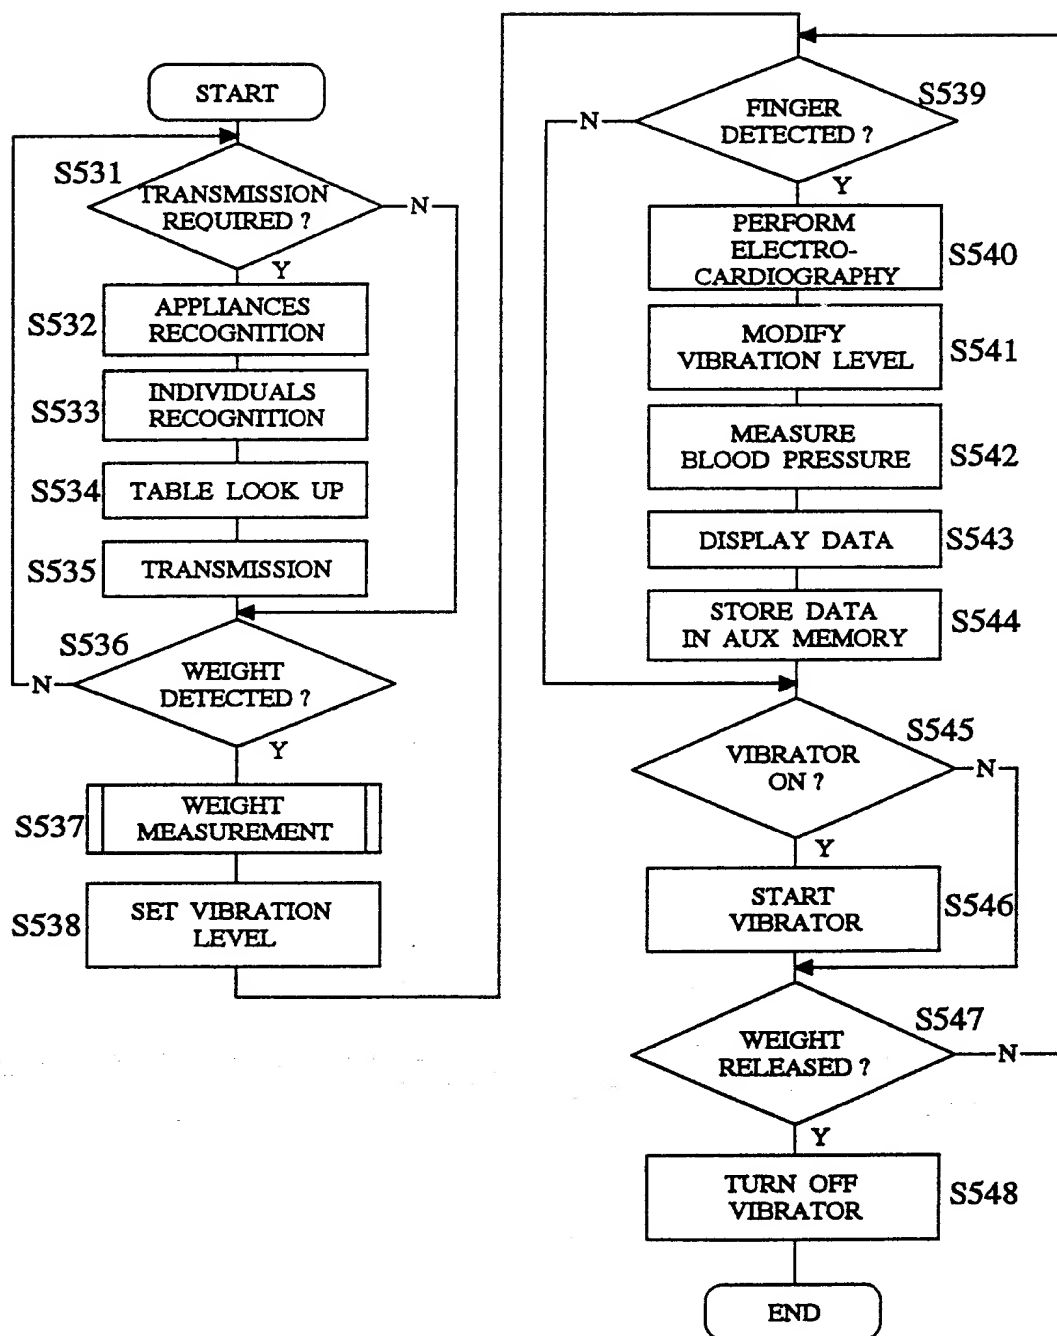 START
S531
TRANSMISSION
REQUIRED ?
N
Y
S532
APPLIANCES
RECOGNITION
S533
INDIVIDUALS
RECOGNITION
S534
TABLE LOOK UP
S535
TRANSMISSION
S536
WEIGHT
DETECTED ?
N
Y
S537
WEIGHT
MEASUREMENT
S538
SET VIBRATION
LEVEL
S539
FINGER
DETECTED ?
N
Y
PERFORM
ELECTRO-
CARDIOGRAPHY
S540
MODIFY
VIBRATION LEVEL
S541
MEASURE
BLOOD PRESSURE
S542
DISPLAY DATA
S543
STORE DATA
IN AUX MEMORY
S544
S545
VIBRATOR
ON ?
N
Y
START
VIBRATOR
S546
S547
WEIGHT
RELEASED ?
N
Y
TURN OFF
VIBRATOR
S548
END